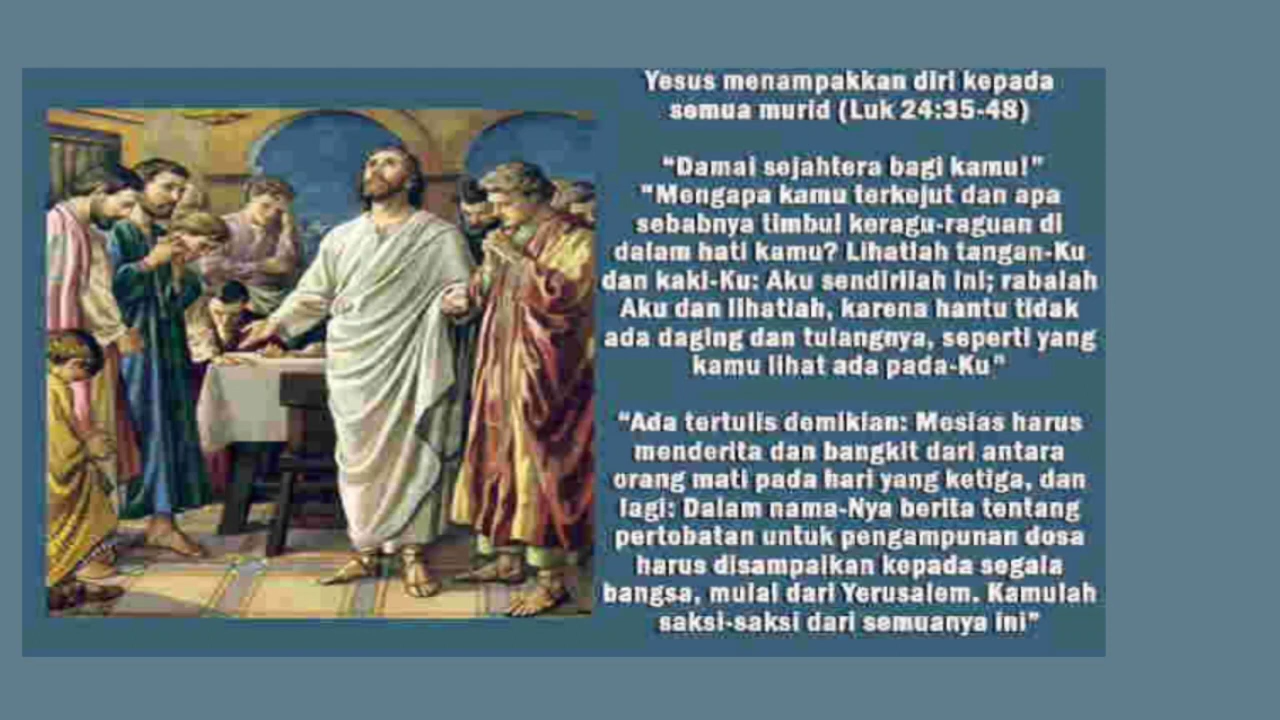 Yesus menampakkan diri kepada
semua murid (Luk 24:35-48)
“Damai sejahtera bagi kamu!”
“Mengapa kamu terkejut dan apa
sebabnya timbul keragu-raguan di
dalam hati kamu? Lihatlah tangan-Ku
dan kaki-Ku: Aku sendirilah ini; rabalah
Aku dan lihatlah, karena hantu tidak
ada daging dan tulangnya, seperti yang
kamu lihat ada pada-Ku”
“Ada tertulis demikian: Mesias harus
menderita dan bangkit dari antara
orang mati pada hari yang ketiga, dan
lagi: Dalam nama-Nya berita tentang
pertobatan untuk pengampunan dosa
harus disampaikan kepada segala
bangsa, mulai dari Yerusalem. Kamulah
saksi-saksi dari semuanya ini”